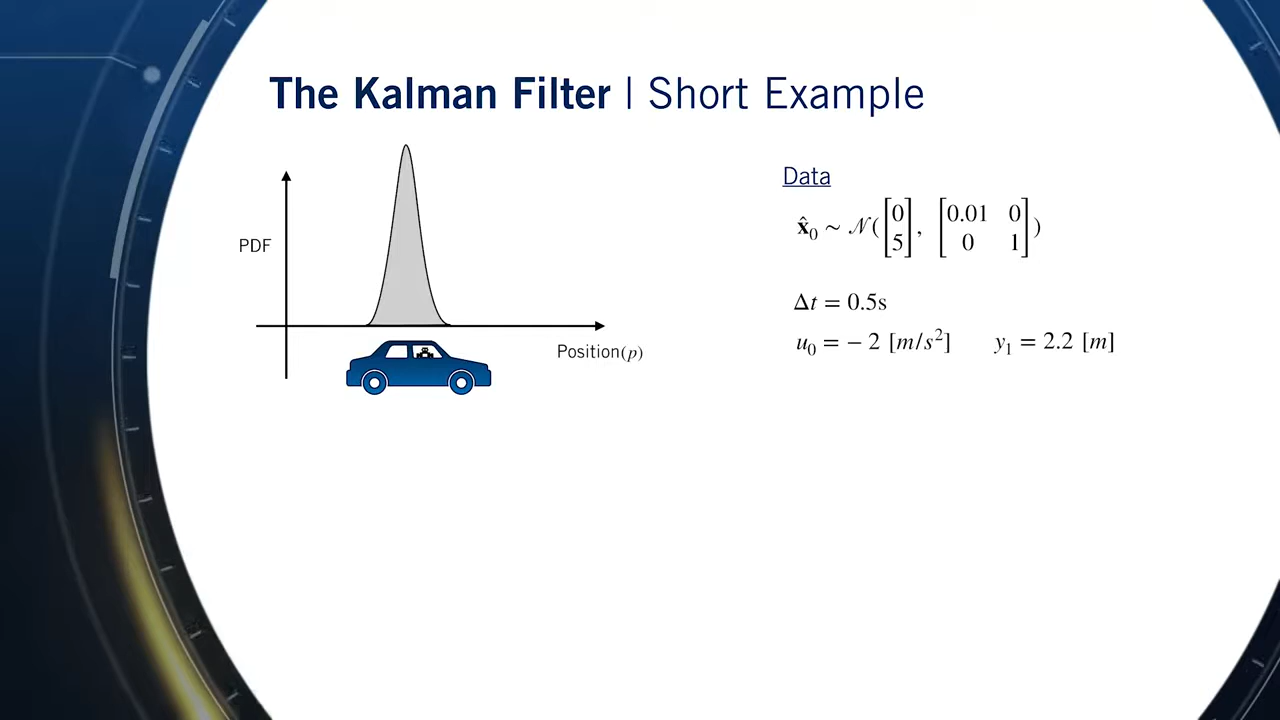 The Kalman Filter | Short Example
PDF
Position(p)
Data
x̂₀ ∼ 𝒩([0 5], [0.01 0 0 1])
Δt = 0.5s
u₀ = − 2 [m/s²] y₁ = 2.2 [m]